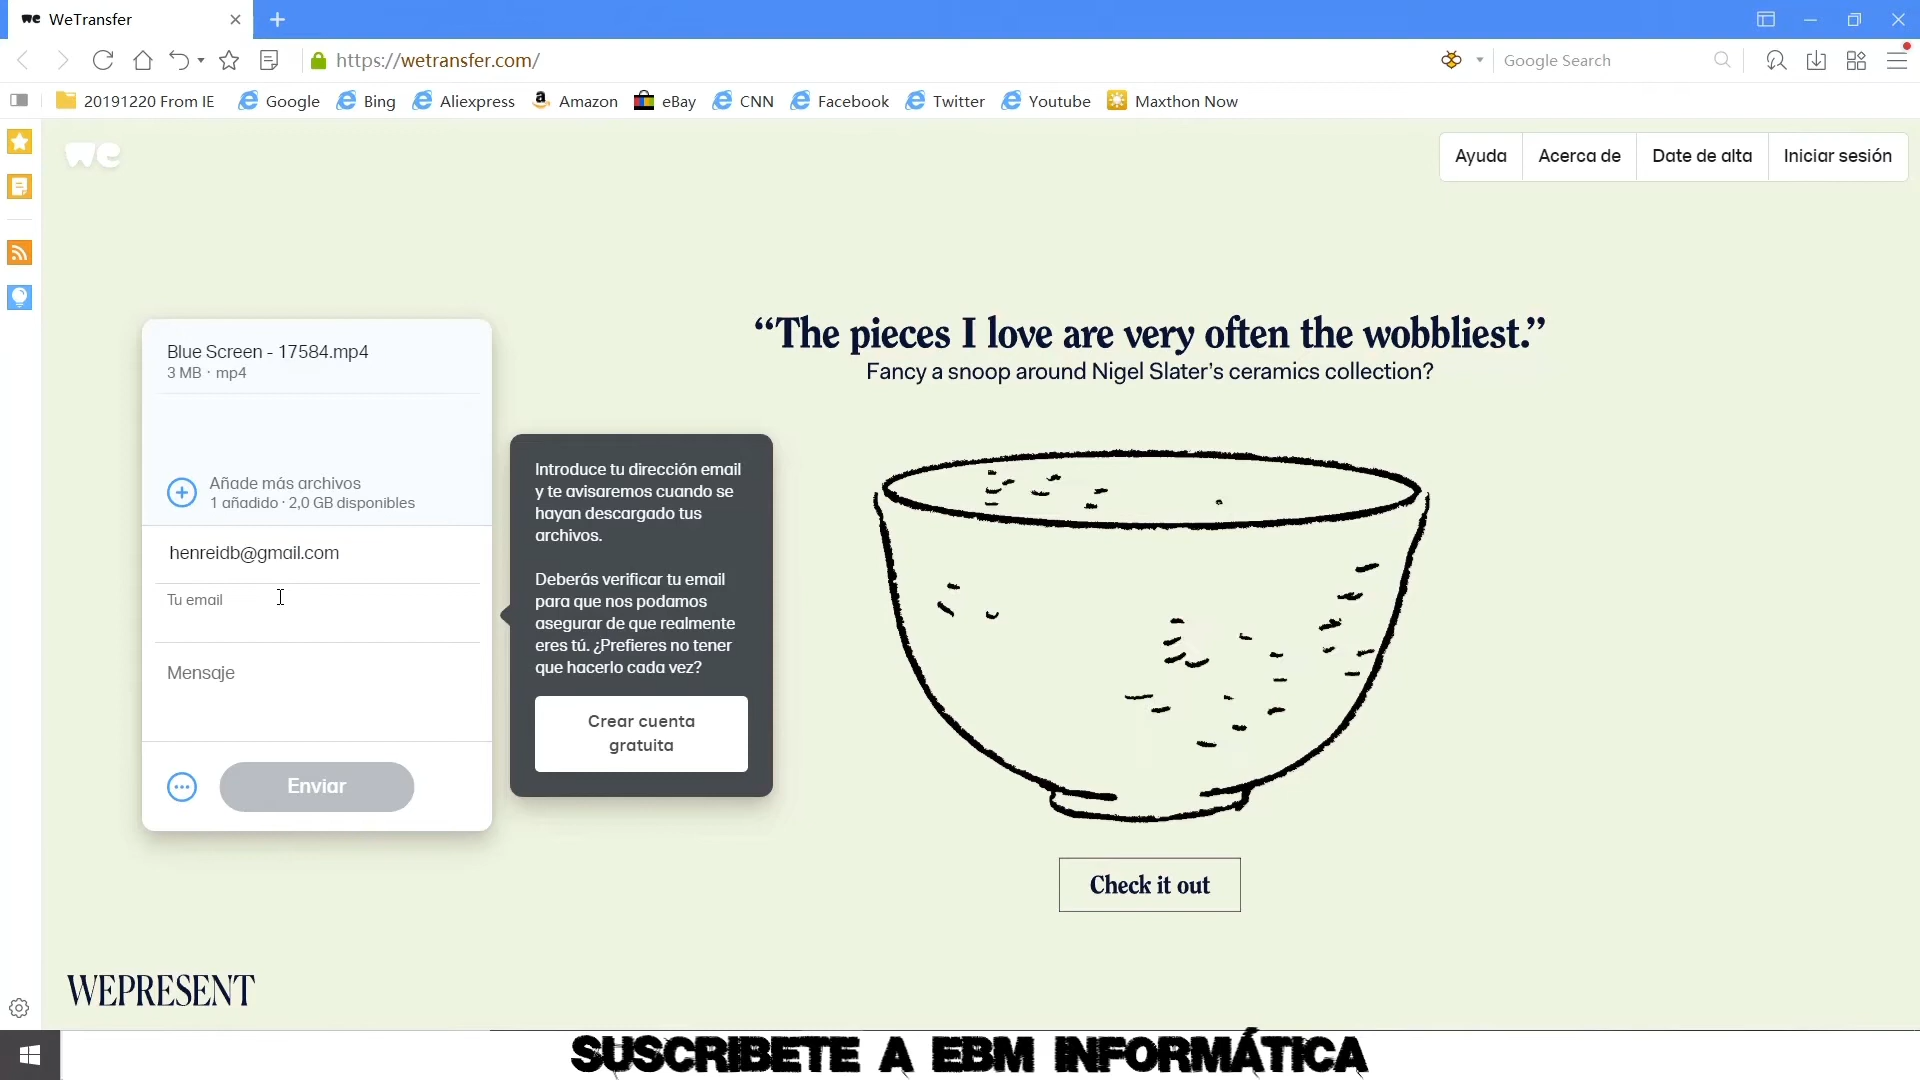 WeTransfer
https://wetransfer.com/
Google Search
20191220 From IE
Google
Bing
Aliexpress
Amazon
eBay
CNN
Facebook
Twitter
Youtube
Maxthon Now
we
Ayuda
Acerca de
Date de alta
Iniciar sesión
Blue Screen - 17584.mp4
3 MB · mp4
Añade más archivos
1 añadido · 2,0 GB disponibles
henreidb@gmail.com
Tu email
Mensaje
Enviar
Introduce tu dirección email
y te avisaremos cuando se
hayan descargado tus
archivos.
Deberás verificar tu email
para que nos podamos
asegurar de que realmente
eres tú. ¿Prefieres no tener
que hacerlo cada vez?
Crear cuenta
gratuita
“The pieces I love are very often the wobbliest.”
Fancy a snoop around Nigel Slater’s ceramics collection?
Check it out
WEPRESENT
SUSCRIBETE A EBM INFORMÁTICA